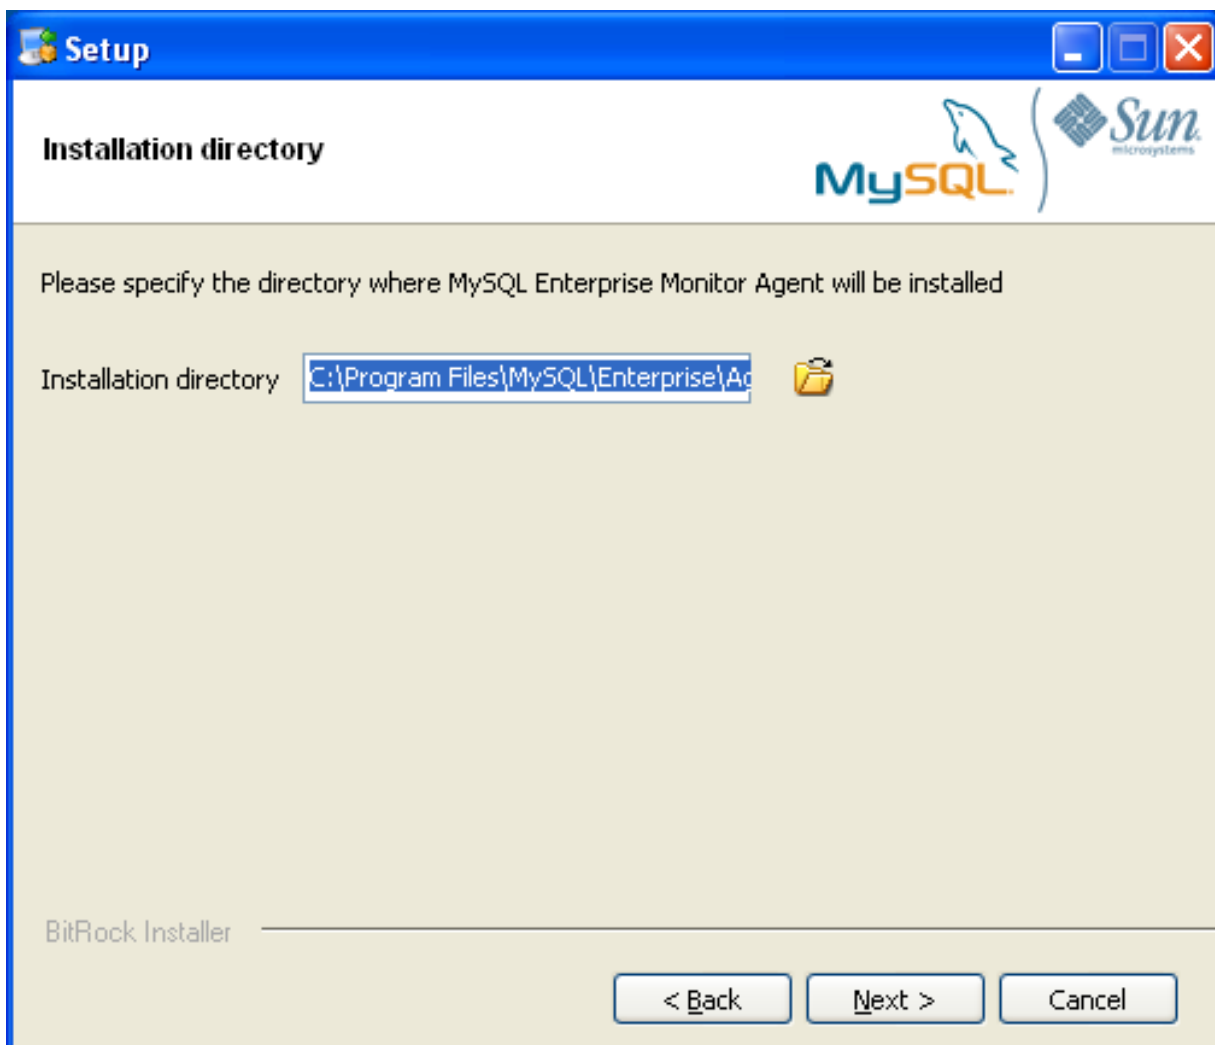 Setup
Installation directory
MySQL
Sun
microsystems
Please specify the directory where MySQL Enterprise Monitor Agent will be installed
Installation directory C:\Program Files\MySQL\Enterprise\Ag
BitRock Installer
< Back
Next >
Cancel